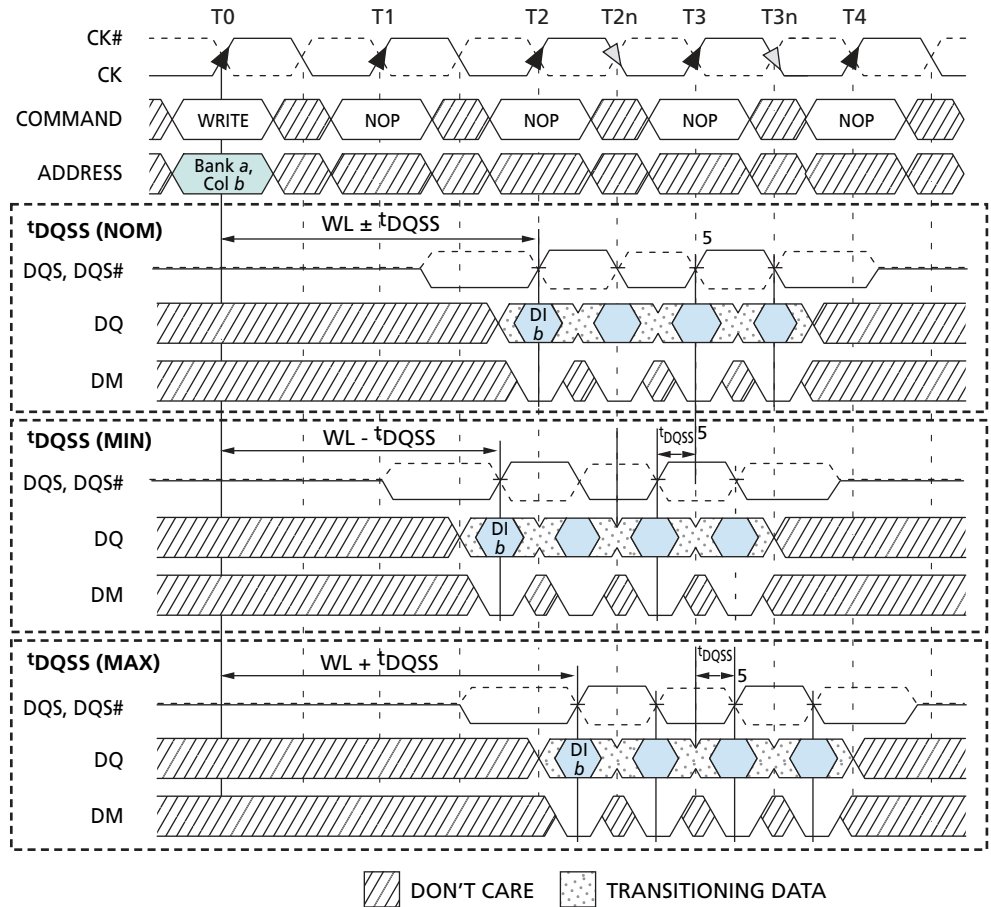 T0 T1 T2 T2n T3 T3n T4
CK#
CK
COMMAND WRITE NOP NOP NOP NOP
ADDRESS Bank a,
Col b
tDQSS (NOM) WL ± tDQSS
5
DQS, DQS#
DQ DI
b
DM
tDQSS (MIN) WL - tDQSS tDQSS 5
DQS, DQS#
DQ DI
b
DM
tDQSS (MAX) WL + tDQSS tDQSS
5
DQS, DQS#
DQ DI
b
DM
DON'T CARE TRANSITIONING DATA